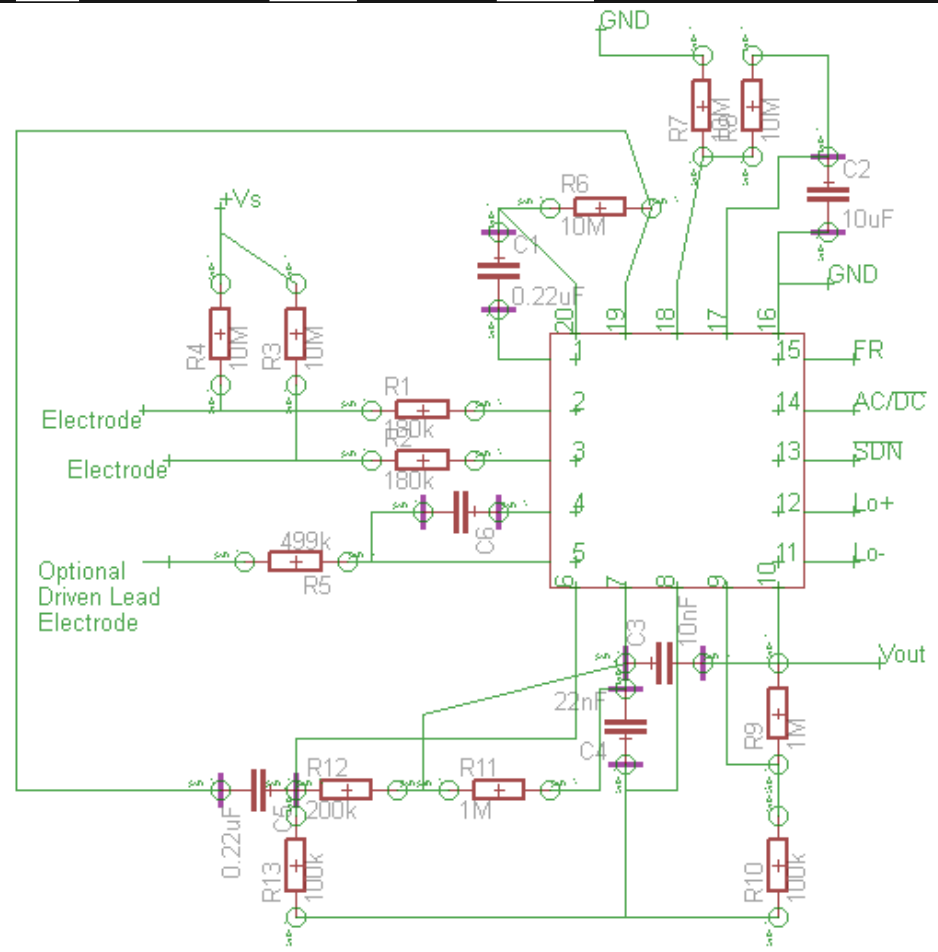 GND
R7
10M
R8
10M
C2
10uF
GND
+Vs
R6
10M
C1
0.22uF
R4
10M
R3
10M
20
19
18
17
16
1
2
3
4
5
15
14
13
12
11
6
7
8
9
10
FR
AC/DC
SDN
Lo+
Lo-
Electrode
R1
180k
Electrode
R2
180k
C6
499k
R5
Optional
Driven Lead
Electrode
C3
10nF
Vout
22nF
C4
R9
1M
R12
200k
R11
1M
0.22uF
C5
R13
100k
R10
100k